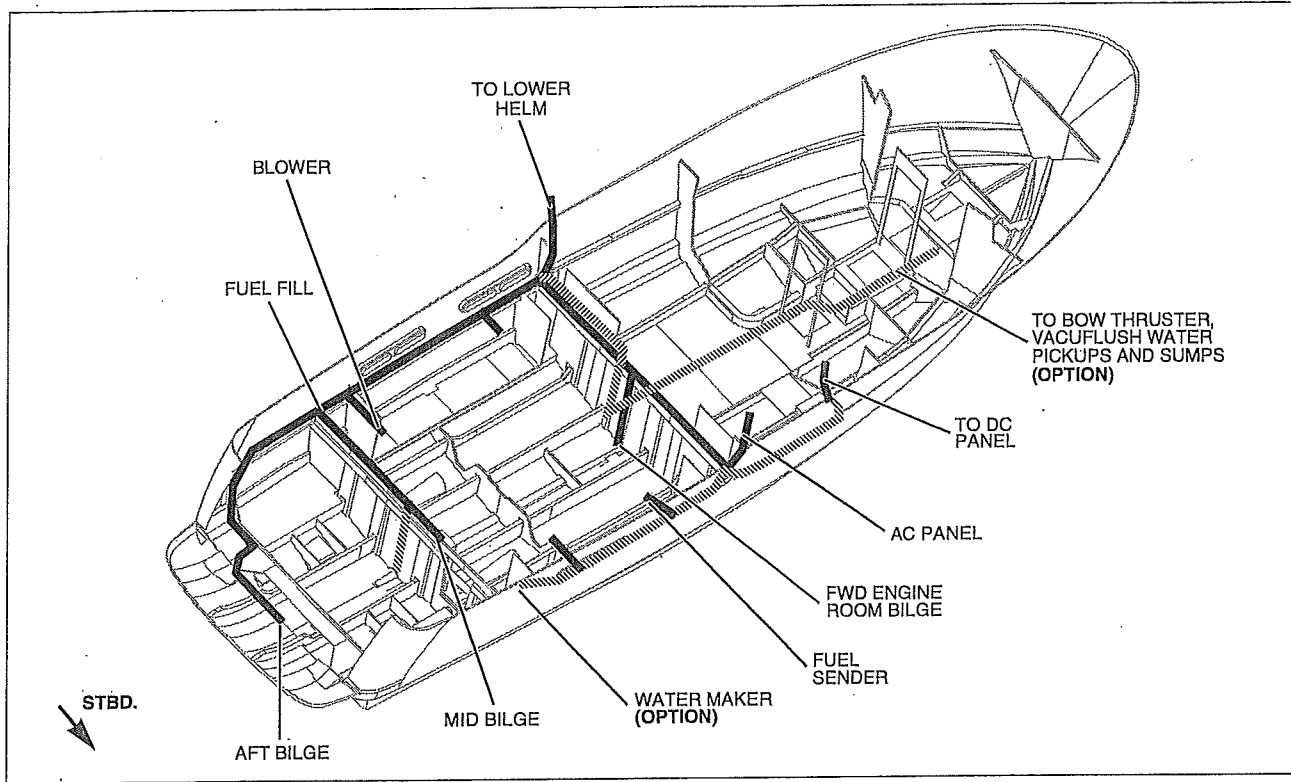 TO LOWER
HELM
BLOWER
FUEL FILL
TO BOW THRUSTER,
VACUFLUSH WATER
PICKUPS AND SUMPS
(OPTION)
TO DC
PANEL
AC PANEL
FWD ENGINE
ROOM BILGE
FUEL
SENDER
WATER MAKER
(OPTION)
MID BILGE
AFT BILGE
STBD.